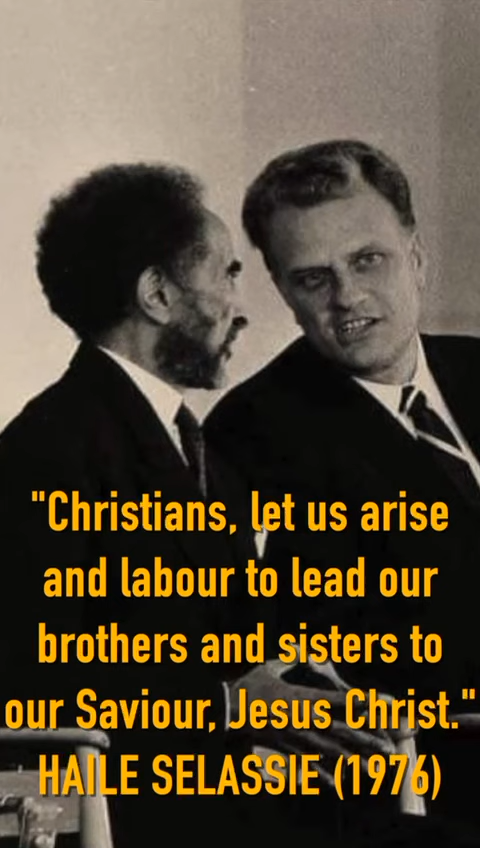 "Christians, let us arise
and labour to lead our
brothers and sisters to
our Saviour, Jesus Christ."
HAILE SELASSIE (1976)